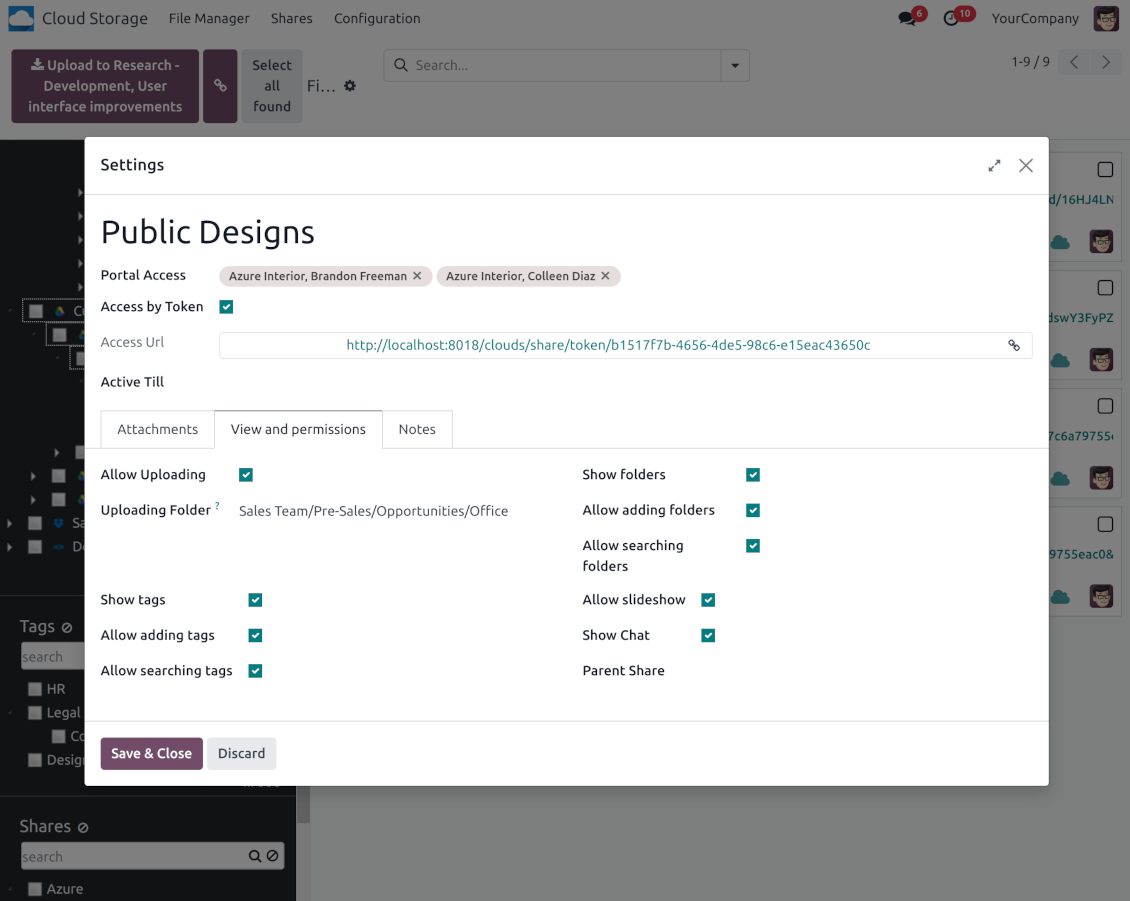 Cloud Storage File Manager Shares Configuration 6 10 YourCompany
Upload to Research -
Development, User
interface improvements
Select
all
found
Fi...
Search...
1-9 / 9
Settings
Public Designs
Portal Access Azure Interior, Brandon Freeman ✕ Azure Interior, Colleen Diaz ✕
Access by Token
Access Url http://localhost:8018/clouds/share/token/b1517f7b-4656-4de5-98c6-e15eac43650c
Active Till
Attachments View and permissions Notes
Allow Uploading
Uploading Folder ? Sales Team/Pre-Sales/Opportunities/Office
Show folders
Allow adding folders
Allow searching
folders
Show tags
Allow adding tags
Allow searching tags
Allow slideshow
Show Chat
Parent Share
Save & Close Discard
d/16HJ4LN
dswY3FyPZ
7c6a79755
9755eac0&
Sa
De
Tags
search
HR
Legal
Co
Desig
Shares
search
Azure